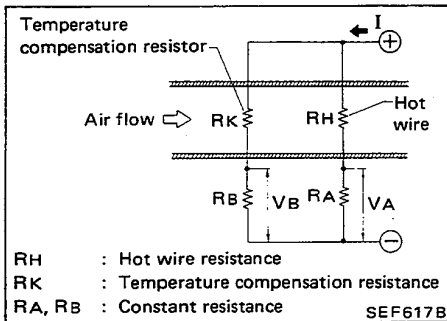 Temperature
compensation resistor
I
+
Air flow
RK
RH
Hot
wire
RB
VB
RA
VA
−
RH : Hot wire resistance
RK : Temperature compensation resistance
RA, RB : Constant resistance
SEF617B